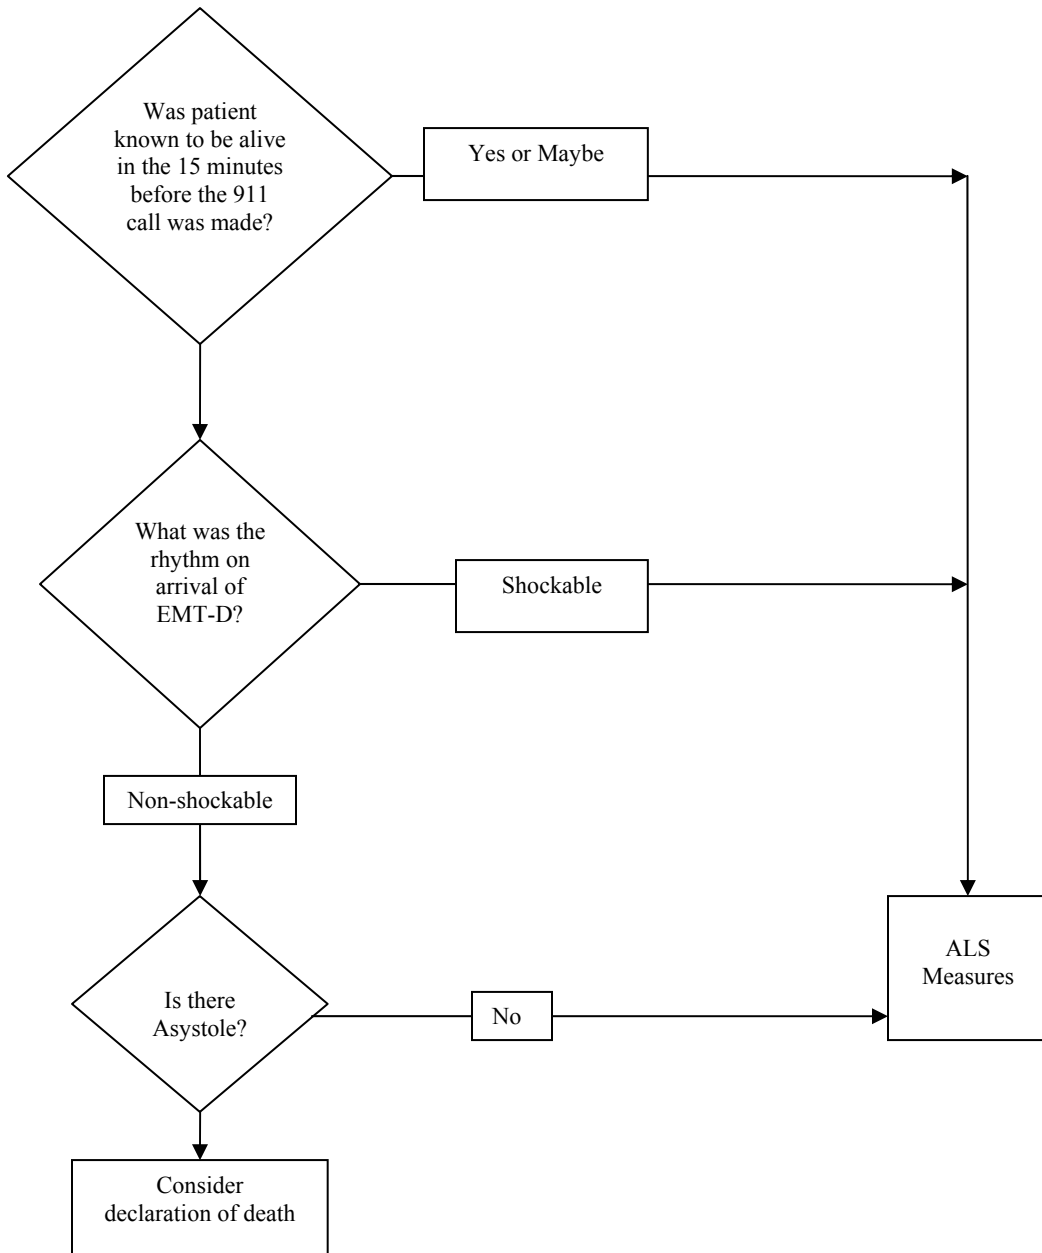 Was patient
known to be alive
in the 15 minutes
before the 911
call was made?
Yes or Maybe
What was the
rhythm on
arrival of
EMT-D?
Shockable
Non-shockable
Is there
Asystole?
No
ALS
Measures
Consider
declaration of death